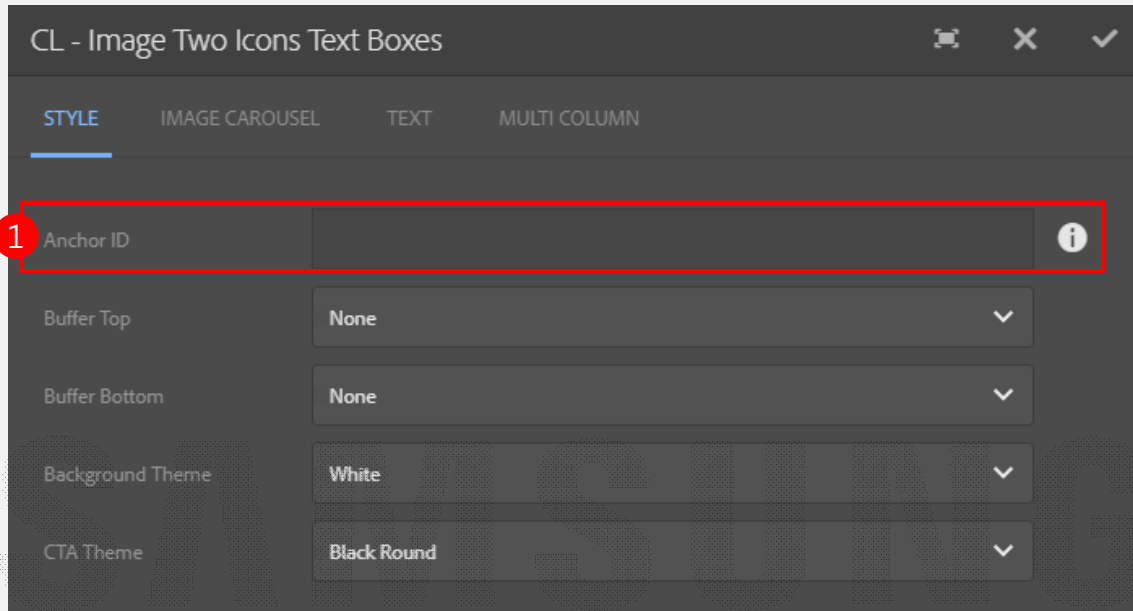 CL - Image Two Icons Text Boxes
STYLE IMAGE CAROUSEL TEXT MULTI COLUMN
1 Anchor ID
Buffer Top None
Buffer Bottom None
Background Theme White
CTA Theme Black Round
SAMSUNG